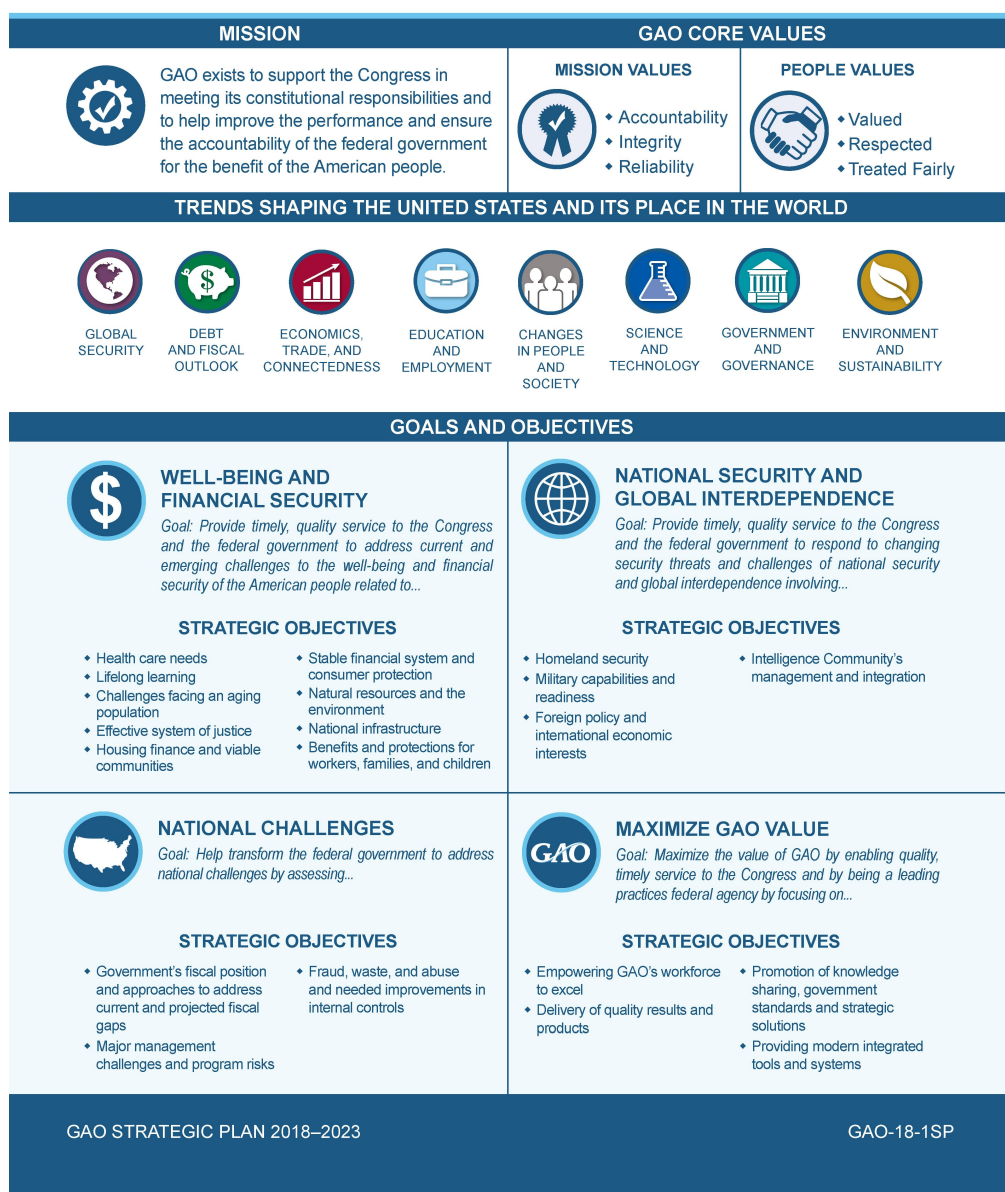 MISSION
GAO exists to support the Congress in
meeting its constitutional responsibilities and
to help improve the performance and ensure
the accountability of the federal government
for the benefit of the American people.
GAO CORE VALUES
MISSION VALUES
◆ Accountability
◆ Integrity
◆ Reliability
PEOPLE VALUES
◆ Valued
◆ Respected
◆ Treated Fairly
TRENDS SHAPING THE UNITED STATES AND ITS PLACE IN THE WORLD
GLOBAL
SECURITY
$
DEBT
AND FISCAL
OUTLOOK
ECONOMICS,
TRADE, AND
CONNECTEDNESS
EDUCATION
AND
EMPLOYMENT
CHANGES
IN PEOPLE
AND
SOCIETY
SCIENCE
AND
TECHNOLOGY
GOVERNMENT
AND
GOVERNANCE
ENVIRONMENT
AND
SUSTAINABILITY
GOALS AND OBJECTIVES
$
WELL-BEING AND
FINANCIAL SECURITY
Goal: Provide timely, quality service to the Congress
and the federal government to address current and
emerging challenges to the well-being and financial
security of the American people related to...
STRATEGIC OBJECTIVES
◆ Health care needs
◆ Lifelong learning
◆ Challenges facing an aging
population
◆ Effective system of justice
◆ Housing finance and viable
communities
◆ Stable financial system and
consumer protection
◆ Natural resources and the
environment
◆ National infrastructure
◆ Benefits and protections for
workers, families, and children
NATIONAL SECURITY AND
GLOBAL INTERDEPENDENCE
Goal: Provide timely, quality service to the Congress
and the federal government to respond to changing
security threats and challenges of national security
and global interdependence involving...
STRATEGIC OBJECTIVES
◆ Homeland security
◆ Military capabilities and
readiness
◆ Foreign policy and
international economic
interests
◆ Intelligence Community's
management and integration
NATIONAL CHALLENGES
Goal: Help transform the federal government to address
national challenges by assessing...
STRATEGIC OBJECTIVES
◆ Government's fiscal position
and approaches to address
current and projected fiscal
gaps
◆ Major management
challenges and program risks
◆ Fraud, waste, and abuse
and needed improvements in
internal controls
GAO
MAXIMIZE GAO VALUE
Goal: Maximize the value of GAO by enabling quality,
timely service to the Congress and by being a leading
practices federal agency by focusing on...
STRATEGIC OBJECTIVES
◆ Empowering GAO's workforce
to excel
◆ Delivery of quality results and
products
◆ Promotion of knowledge
sharing, government
standards and strategic
solutions
◆ Providing modern integrated
tools and systems
GAO STRATEGIC PLAN 2018–2023
GAO-18-1SP